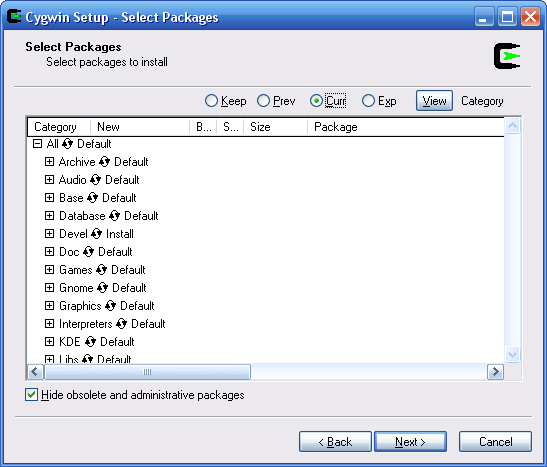 Cygwin Setup - Select Packages
Select Packages
Select packages to install
Keep Prev Curr Exp View Category
Category New B... S... Size Package
All Default
Archive Default
Audio Default
Base Default
Database Default
Devel Install
Doc Default
Games Default
Gnome Default
Graphics Default
Interpreters Default
KDE Default
Libs Default
Hide obsolete and administrative packages
< Back Next > Cancel